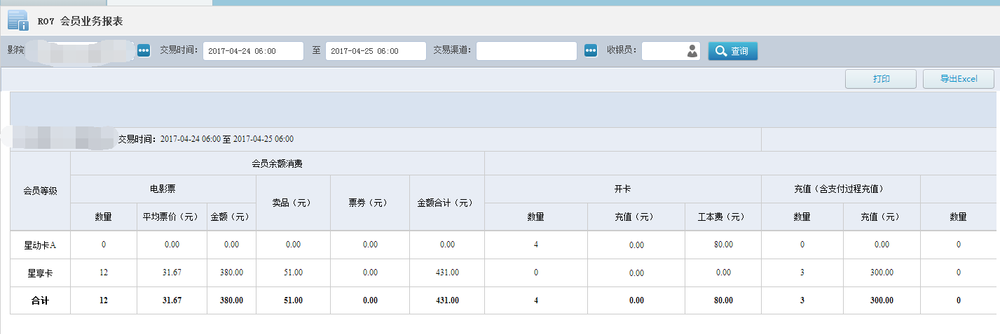 R07 会员业务报表
影院 交易时间： 2017-04-24 06:00 至 2017-04-25 06:00 交易渠道： 收银员： 查询
打印 导出Excel
交易时间：2017-04-24 06:00 至 2017-04-25 06:00
会员等级 会员余额消费
电影票 卖品（元） 票券（元） 金额合计（元） 开卡 充值（含支付过程充值）
数量 平均票价（元） 金额（元） 数量 充值（元） 工本费（元） 数量 充值（元） 数量
星动卡A 0 0.00 0.00 0.00 0.00 0.00 4 0.00 80.00 0 0.00 0
星享卡 12 31.67 380.00 51.00 0.00 431.00 0 0.00 0.00 3 300.00 0
合计 12 31.67 380.00 51.00 0.00 431.00 4 0.00 80.00 3 300.00 0